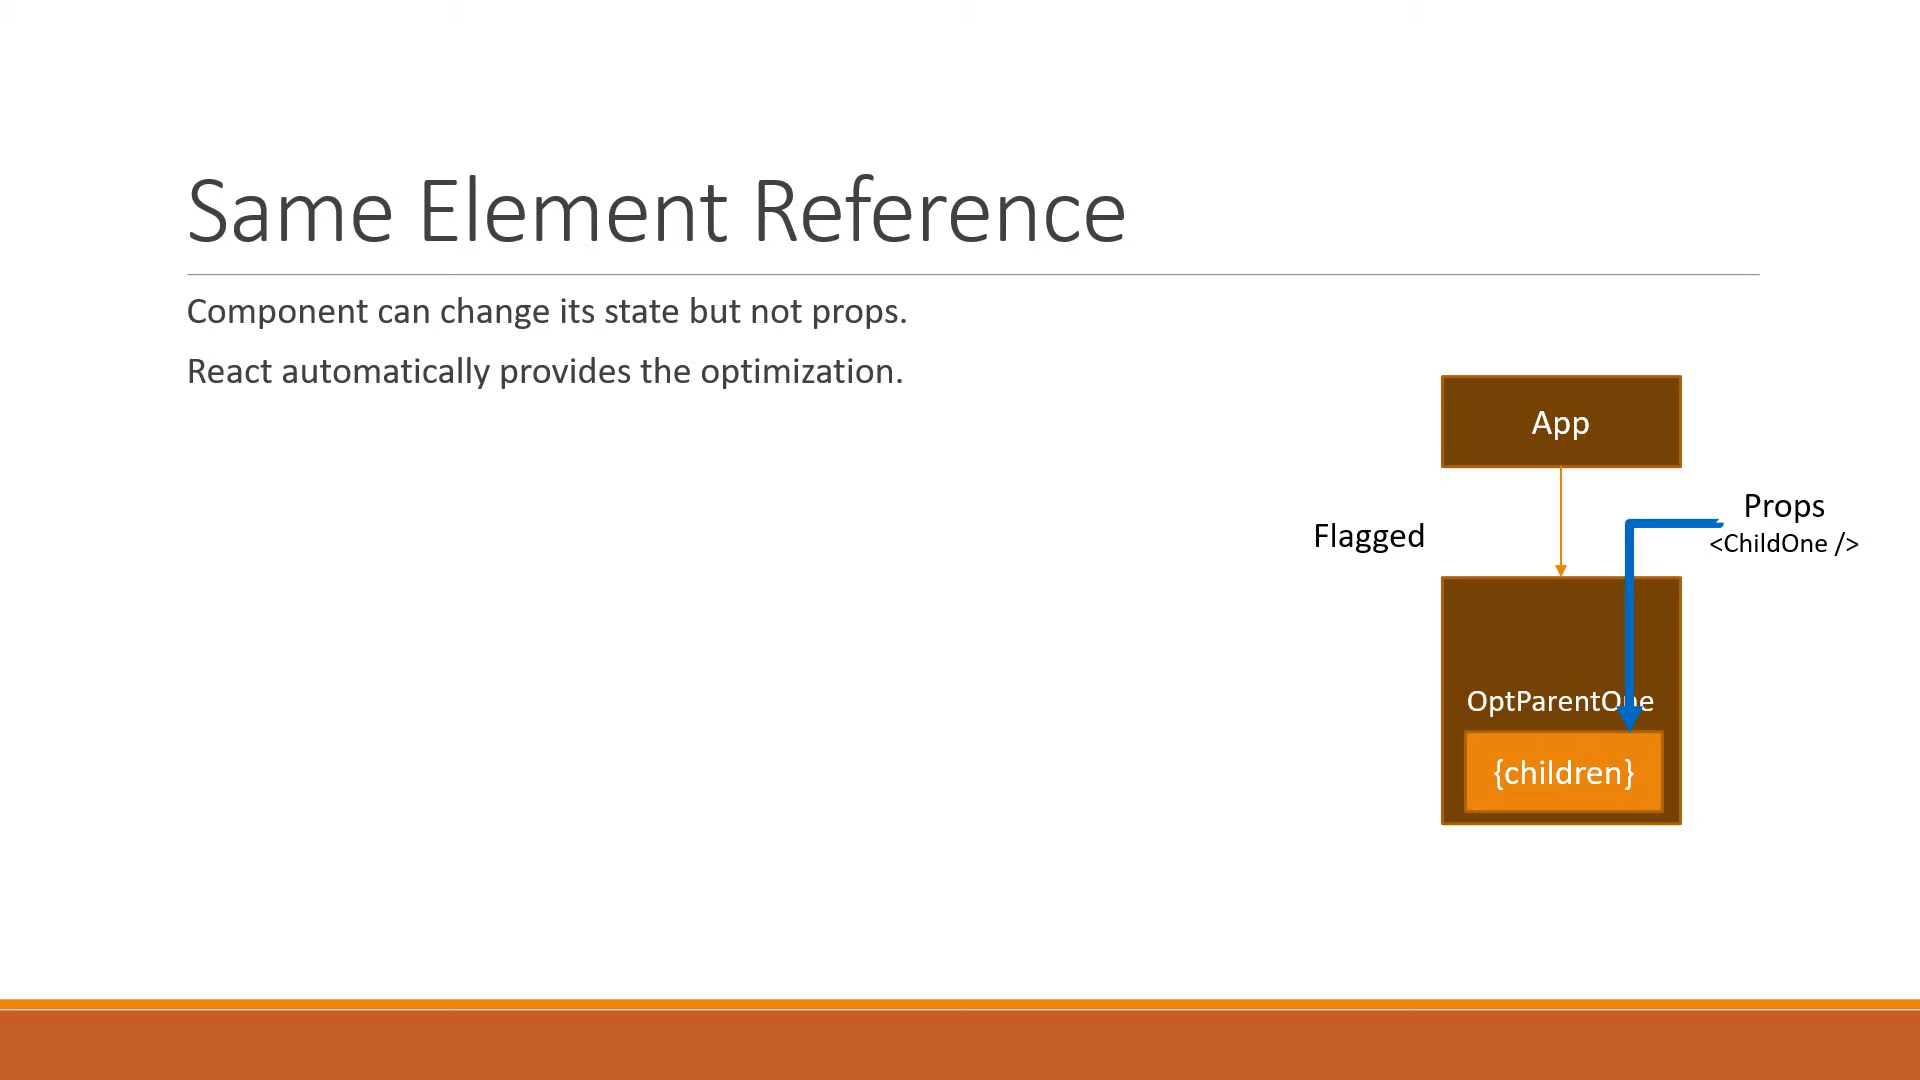 Same Element Reference
Component can change its state but not props.
React automatically provides the optimization.
App
Flagged
Props
<ChildOne />
OptParentOne
{children}